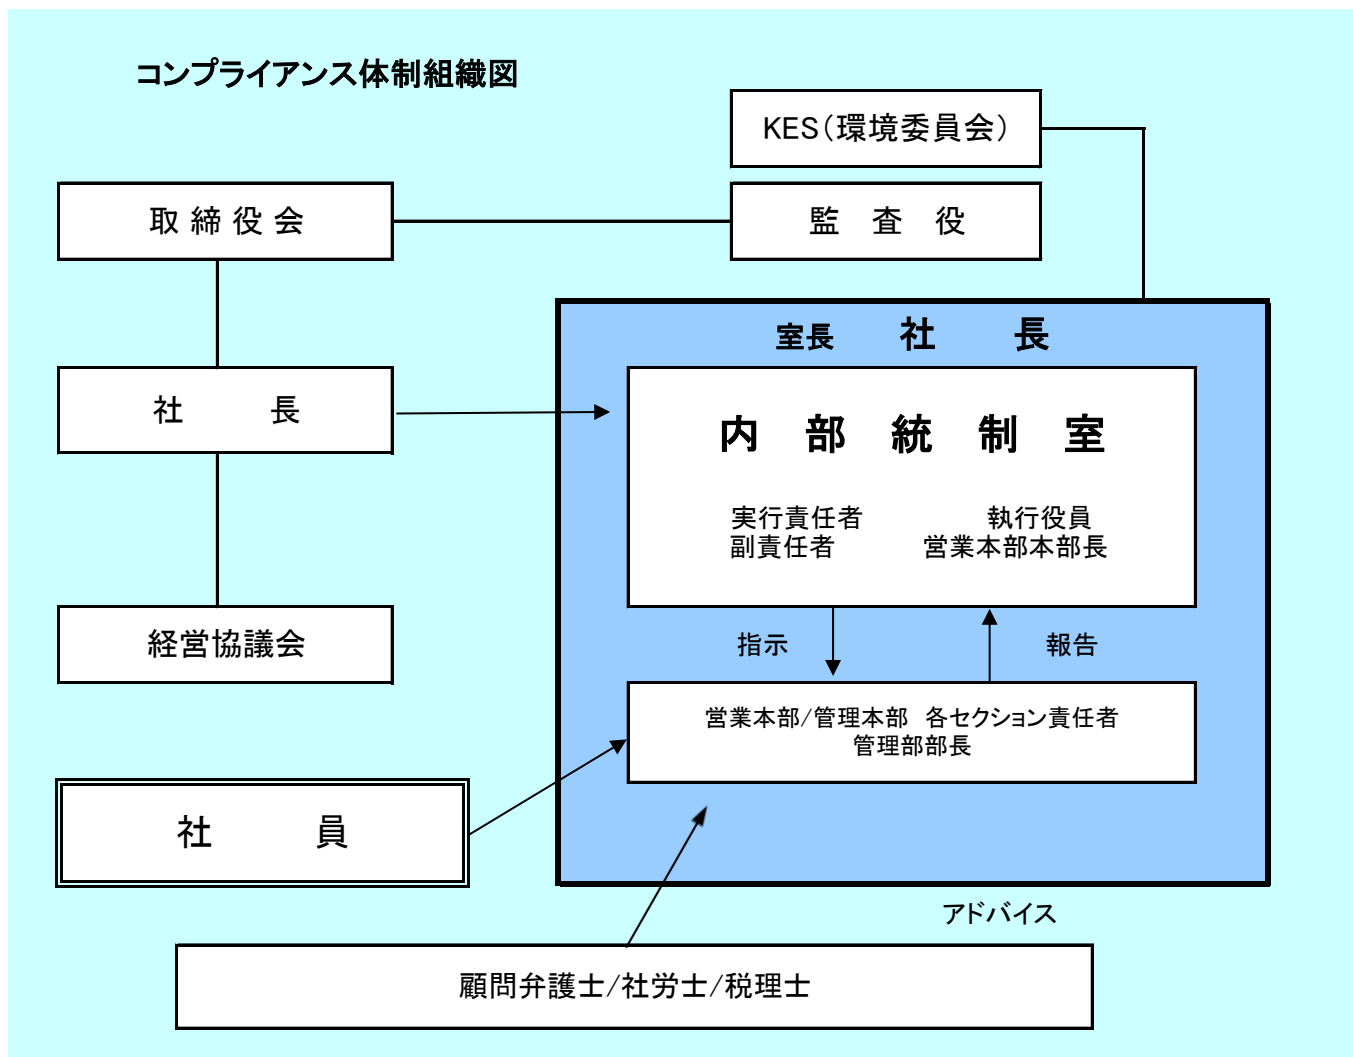 コンプライアンス体制組織図
KES（環境委員会）
取 締 役 会
監　査　役
室長　社　　長
社　　長
内　部　統　制　室
実行責任者　執行役員
副責任者　営業本部本部長
経営協議会
指示　報告
営業本部/管理本部　各セクション責任者
管理部部長
社　　員
アドバイス
顧問弁護士/社労士/税理士